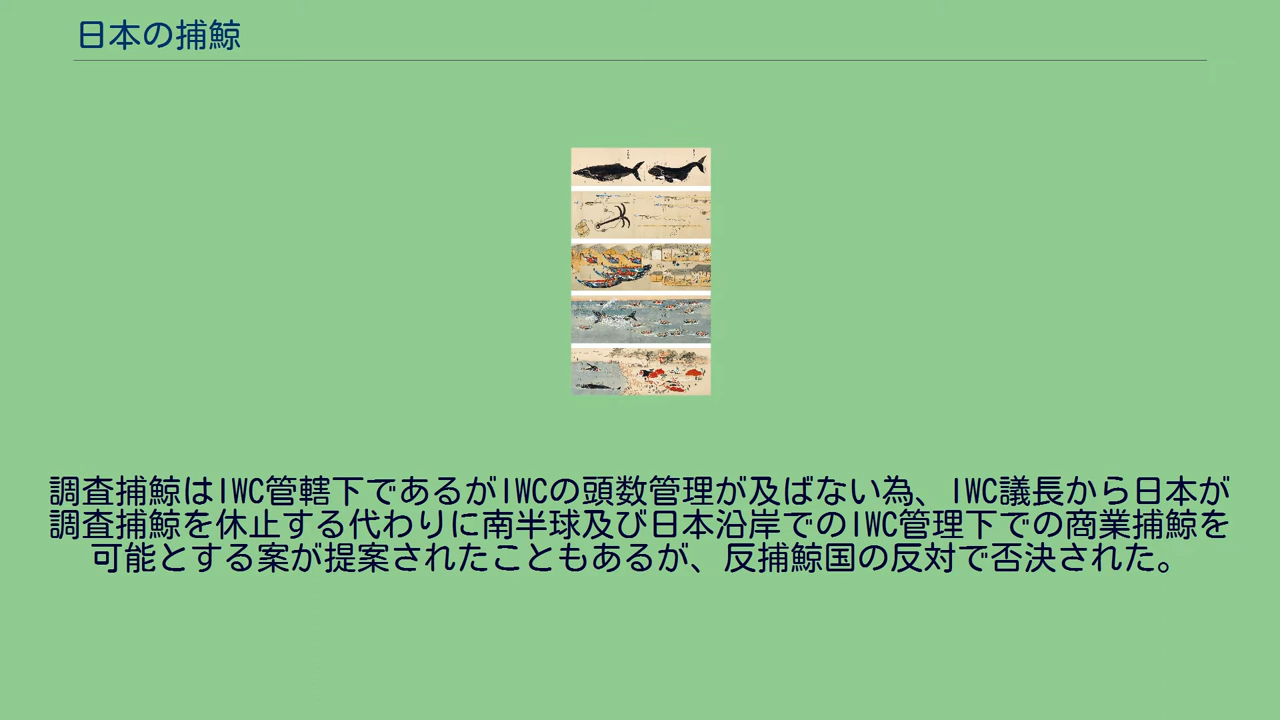 日本の捕鯨
調査捕鯨はIWC管轄下であるがIWCの頭数管理が及ばない為、IWC議長から日本が
調査捕鯨を休止する代わりに南半球及び日本沿岸でのIWC管理下での商業捕鯨を
可能とする案が提案されたこともあるが、反捕鯨国の反対で否決された。